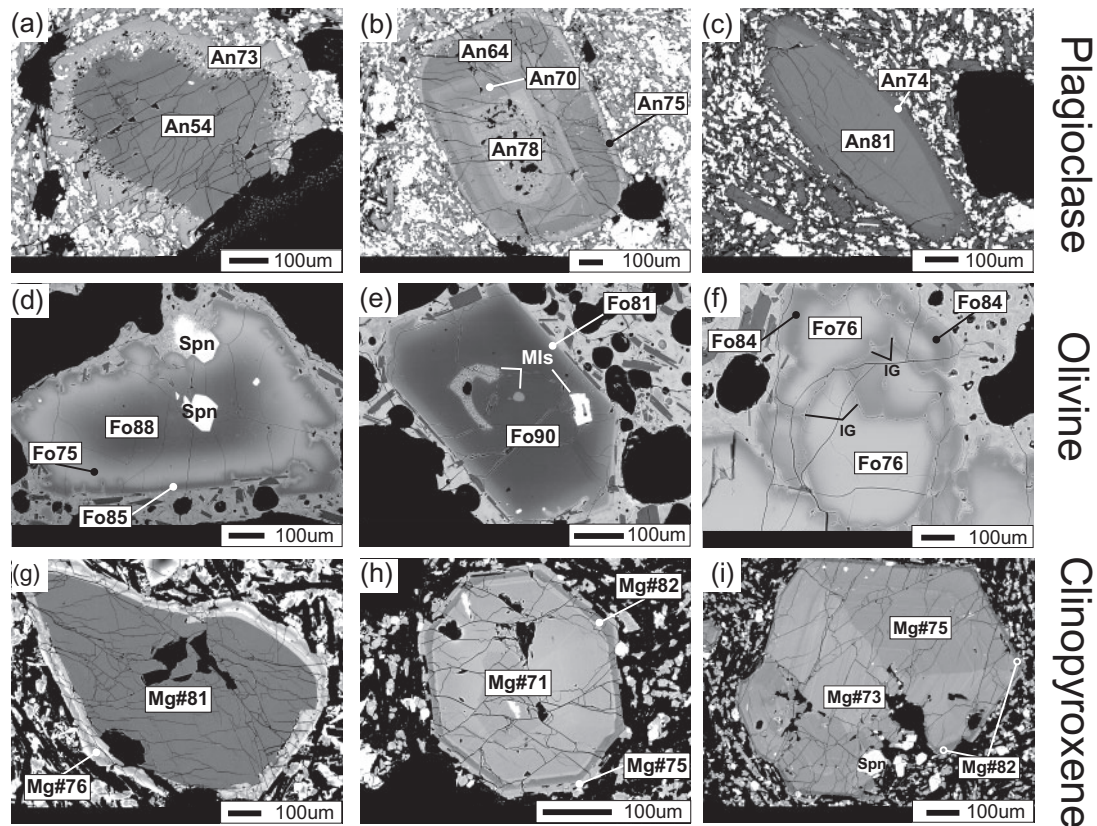 (a)
An73
An54
100um
(b)
An64
An70
An75
An78
100um
(c)
An74
An81
100um
Plagioclase
(d)
Spn
Spn
Fo88
Fo75
Fo85
100um
(e)
Fo81
MIs
Fo90
100um
(f)
Fo84
Fo76
Fo84
IG
IG
Fo76
100um
Olivine
(g)
Mg#81
Mg#76
100um
(h)
Mg#82
Mg#71
Mg#75
100um
(i)
Mg#75
Mg#73
Spn
Mg#82
100um
Clinopyroxene